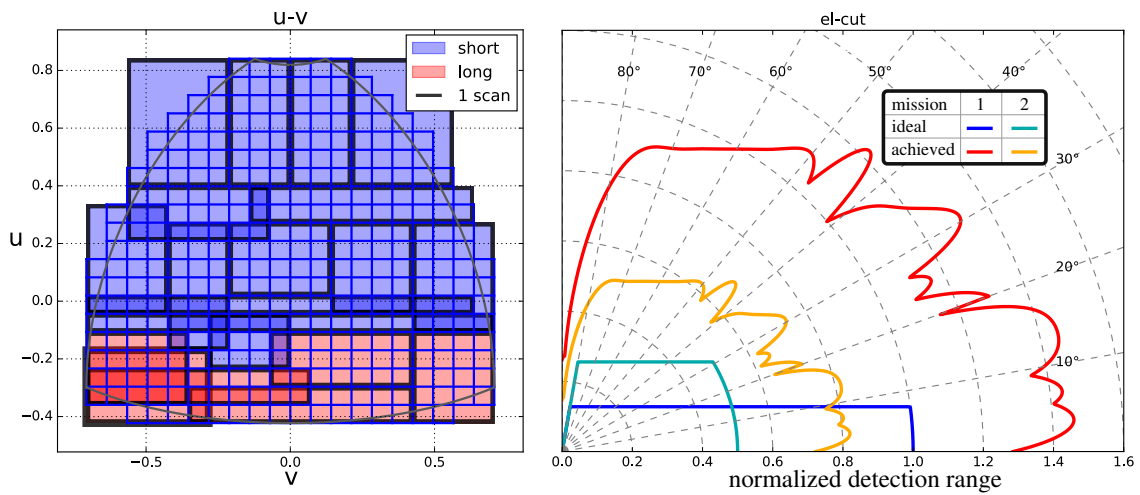 u-v
u
0.8
0.6
0.4
0.2
0.0
−0.2
−0.4
−0.5
0.0
0.5
v
short
long
1 scan
el-cut
80°
70°
60°
50°
40°
30°
20°
10°
mission 1 2
ideal
achieved
0.0 0.2 0.4 0.6 0.8 1.0 1.2 1.4 1.6
normalized detection range